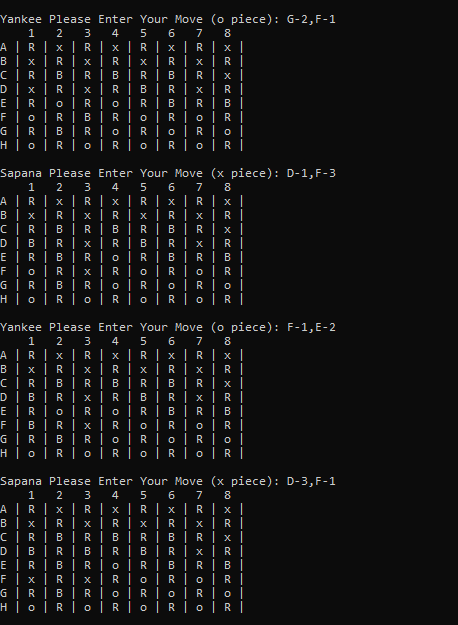 Yankee Please Enter Your Move (o piece): G-2,F-1
1 2 3 4 5 6 7 8
A | R | x | R | x | R | x | R | x |
B | x | R | x | R | x | R | x | R |
C | R | B | R | B | R | B | R | x |
D | x | R | x | R | B | R | x | R |
E | R | o | R | o | R | B | R | B |
F | o | R | B | R | o | R | o | R |
G | R | B | R | o | R | o | R | o |
H | o | R | o | R | o | R | o | R |
Sapana Please Enter Your Move (x piece): D-1,F-3
1 2 3 4 5 6 7 8
A | R | x | R | x | R | x | R | x |
B | x | R | x | R | x | R | x | R |
C | R | B | R | B | R | B | R | x |
D | B | R | x | R | B | R | x | R |
E | R | B | R | o | R | B | R | B |
F | o | R | x | R | o | R | o | R |
G | R | B | R | o | R | o | R | o |
H | o | R | o | R | o | R | o | R |
Yankee Please Enter Your Move (o piece): F-1,E-2
1 2 3 4 5 6 7 8
A | R | x | R | x | R | x | R | x |
B | x | R | x | R | x | R | x | R |
C | R | B | R | B | R | B | R | x |
D | B | R | x | R | B | R | x | R |
E | R | o | R | o | R | B | R | B |
F | B | R | x | R | o | R | o | R |
G | R | B | R | o | R | o | R | o |
H | o | R | o | R | o | R | o | R |
Sapana Please Enter Your Move (x piece): D-3,F-1
1 2 3 4 5 6 7 8
A | R | x | R | x | R | x | R | x |
B | x | R | x | R | x | R | x | R |
C | R | B | R | B | R | B | R | x |
D | B | R | B | R | B | R | x | R |
E | R | B | R | o | R | B | R | B |
F | x | R | x | R | o | R | o | R |
G | R | B | R | o | R | o | R | o |
H | o | R | o | R | o | R | o | R |